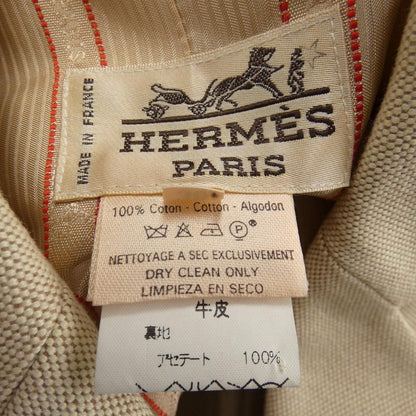 MADE IN FRANCE
HERMÈS
PARIS
100% Coton - Cotton - Algodon
P
NETTOYAGE A SEC EXCLUSIVEMENT
DRY CLEAN ONLY
LIMPIEZA EN SECO
牛皮
裏地
アセテート 100%